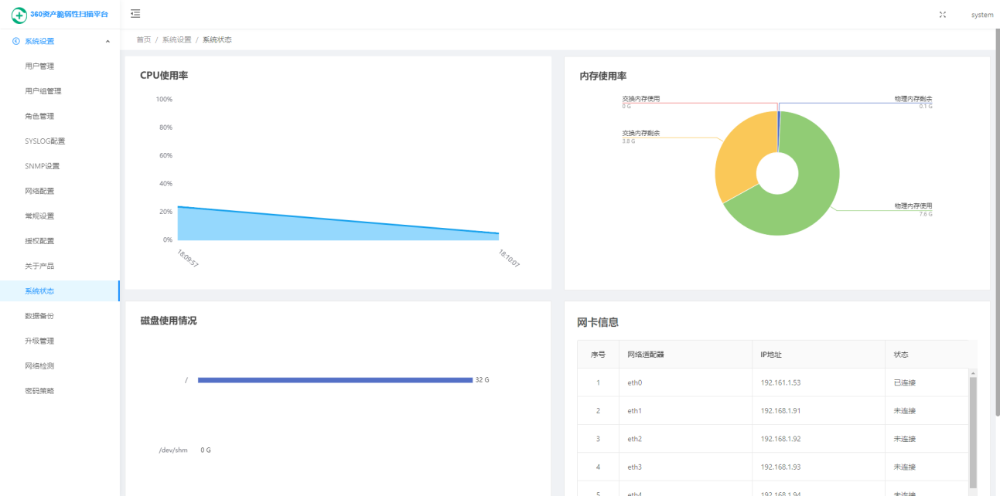 360资产脆弱性扫描平台
system
系统设置
用户管理
用户组管理
角色管理
SYSLOG配置
SNMP设置
网络配置
常规设置
授权配置
关于产品
系统状态
数据备份
升级管理
网络检测
密码策略
首页 / 系统设置 / 系统状态
CPU使用率
100%
80%
60%
40%
20%
0%
18:09:57
18:10:07
内存使用率
交换内存使用
0 G
物理内存剩余
0.1 G
交换内存剩余
3.8 G
物理内存使用
7.6 G
磁盘使用情况
/ 32 G
/dev/shm 0 G
网卡信息
序号 网络适配器 IP地址 状态
1 eth0 192.161.1.53 已连接
2 eth1 192.168.1.91 未连接
3 eth2 192.168.1.92 未连接
4 eth3 192.168.1.93 未连接
5 eth4 192.168.1.94 未连接